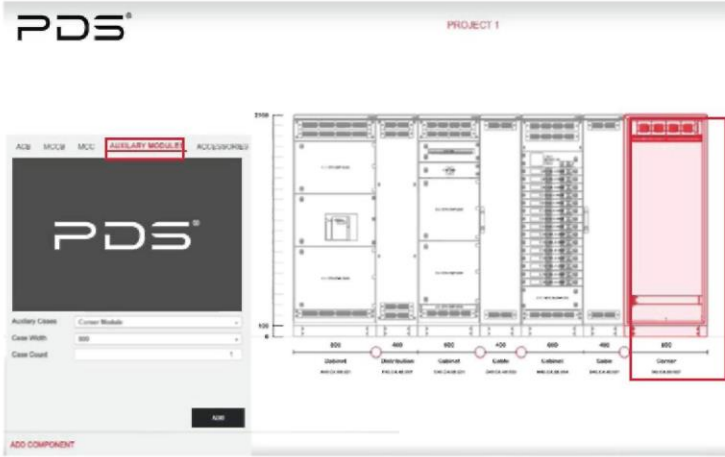 PDS®
PROJECT 1
ACB MCCB MCC AUXILARY MODULES ACCESSORIES
PDS®
Auxilary Cases Corner Module
Case Width 800
Case Count 1
ADD
ADD COMPONENT
2100
100
0
800 400 800 400 600 400 800
Cabinet Distribution Cabinet Cable Cabinet Cable Corner